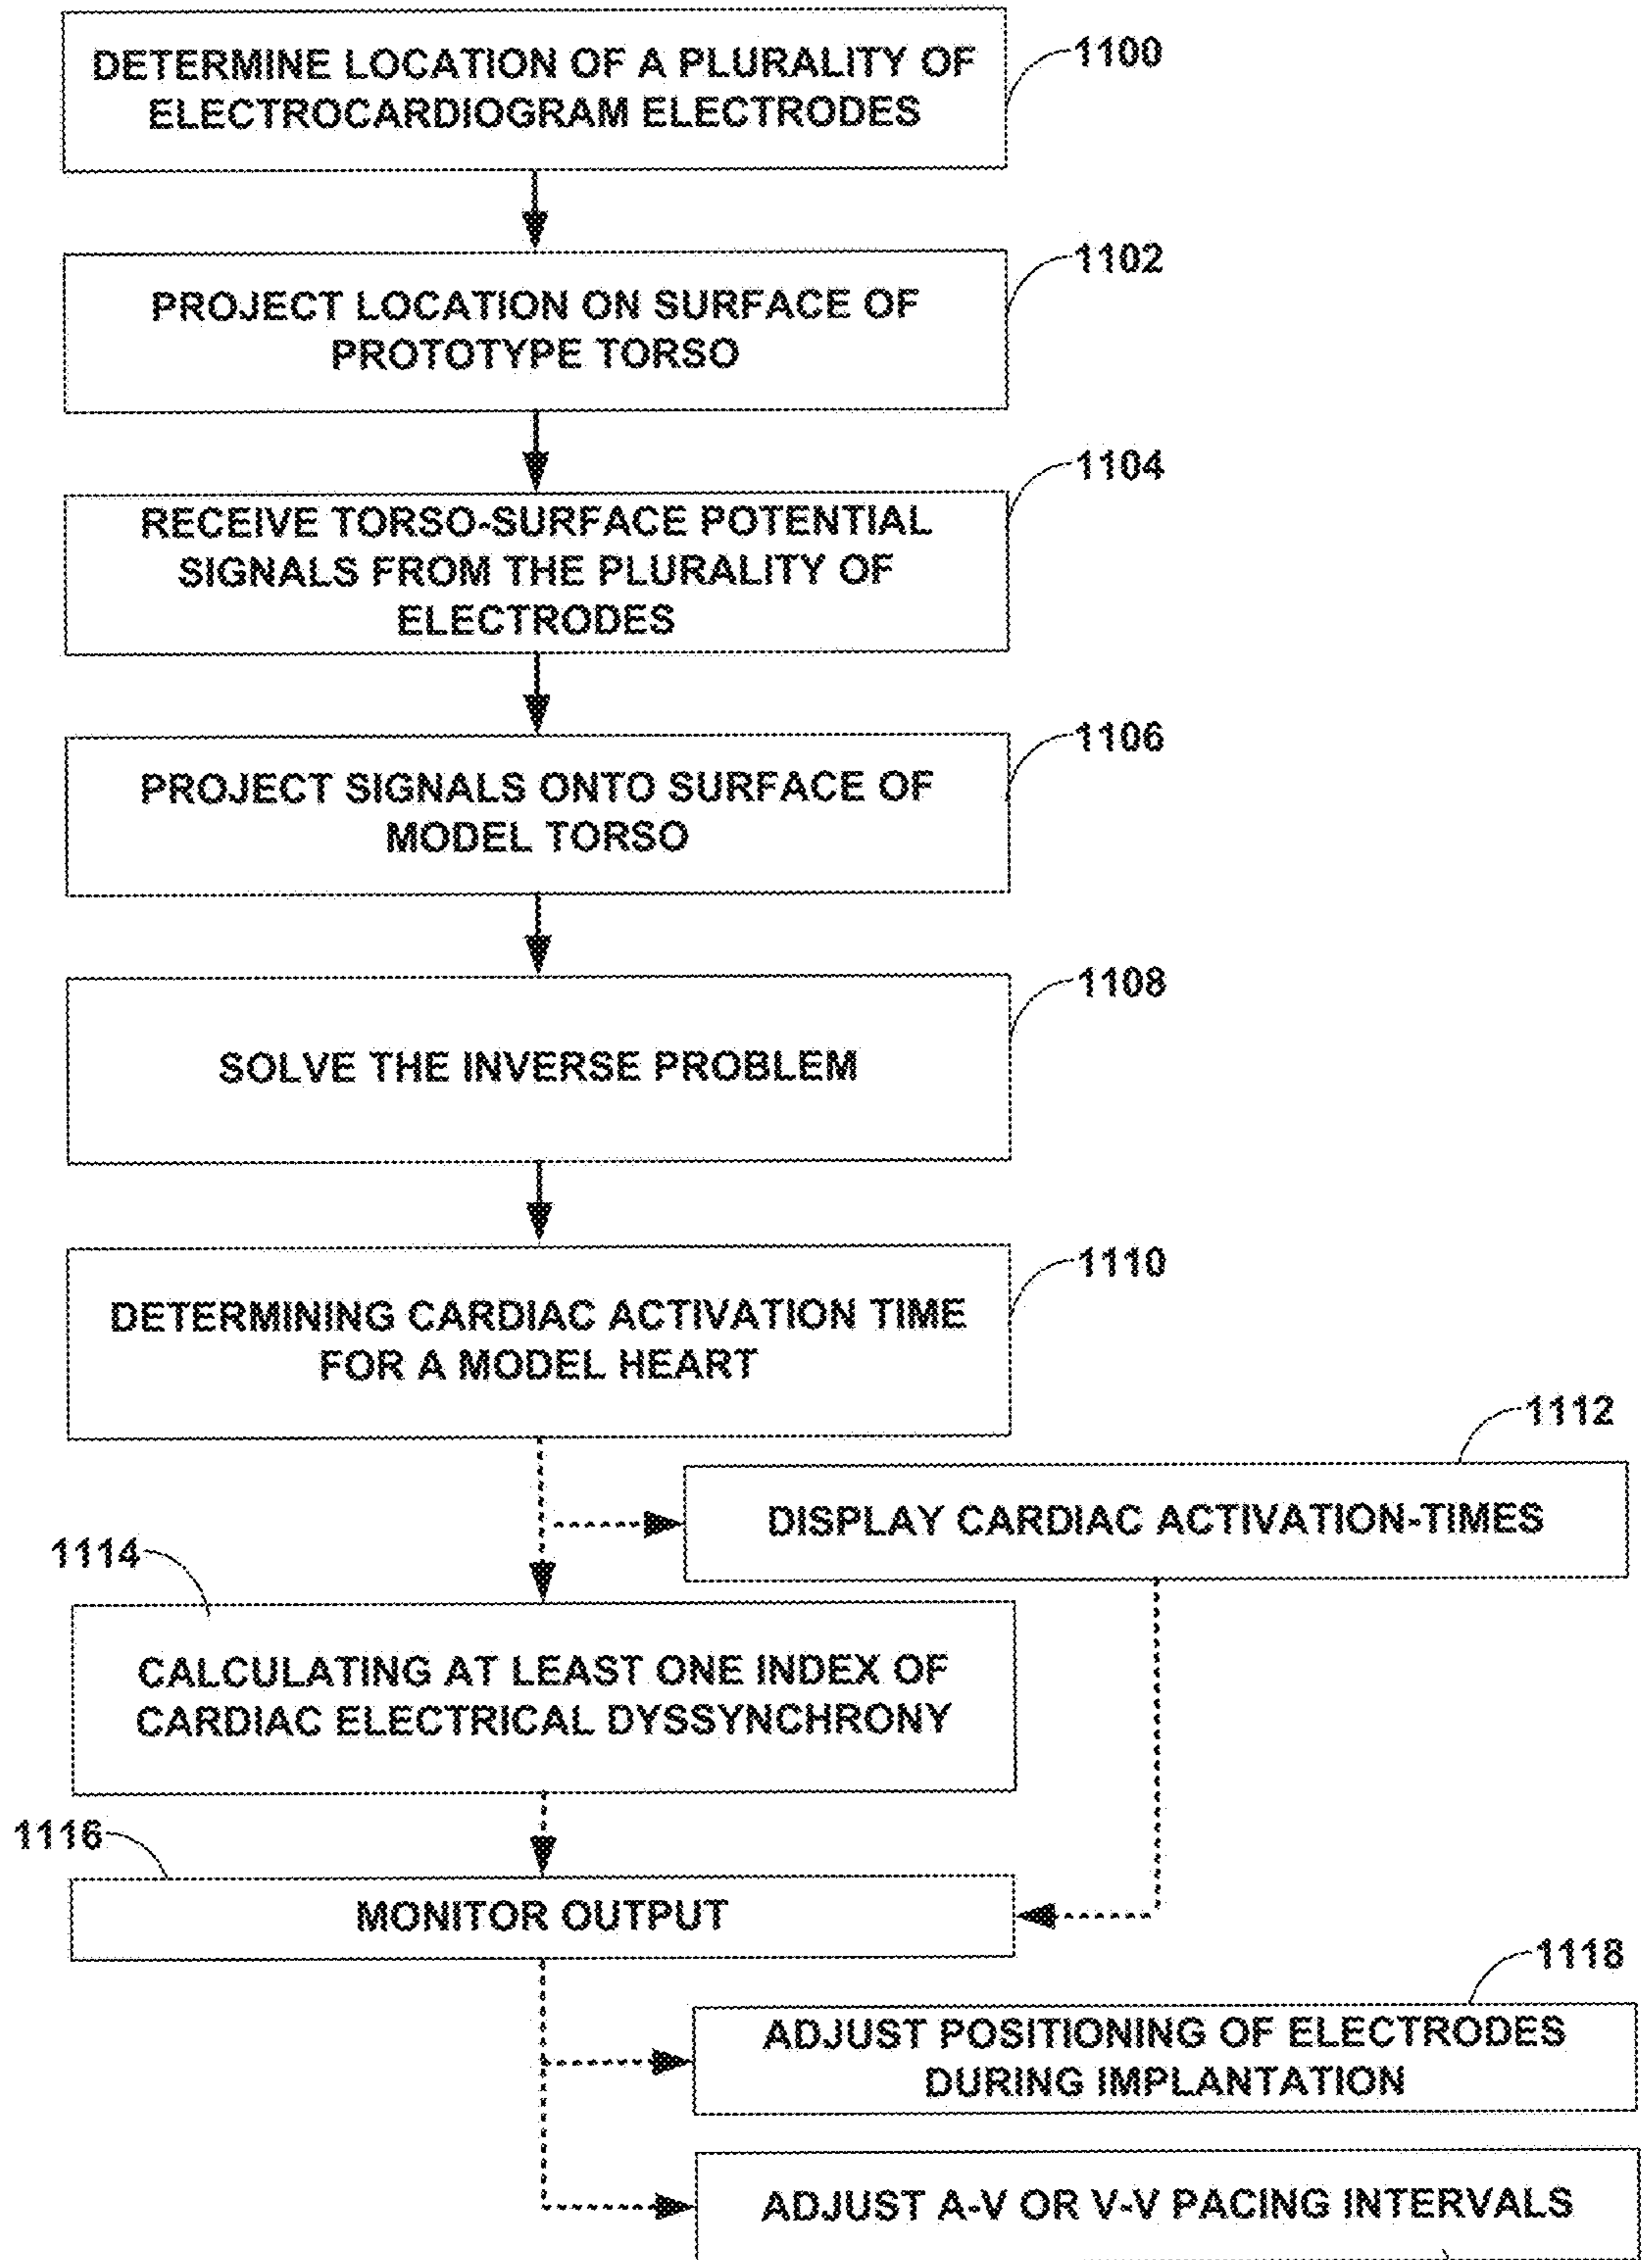 DETERMINE LOCATION OF A PLURALITY OF
ELECTROCARDIOGRAM ELECTRODES
1100
PROJECT LOCATION ON SURFACE OF
PROTOTYPE TORSO
1102
RECEIVE TORSO-SURFACE POTENTIAL
SIGNALS FROM THE PLURALITY OF
ELECTRODES
1104
PROJECT SIGNALS ONTO SURFACE OF
MODEL TORSO
1106
SOLVE THE INVERSE PROBLEM
1108
DETERMINING CARDIAC ACTIVATION TIME
FOR A MODEL HEART
1110
1112
DISPLAY CARDIAC ACTIVATION-TIMES
1114
CALCULATING AT LEAST ONE INDEX OF
CARDIAC ELECTRICAL DYSSYNCHRONY
1116
MONITOR OUTPUT
1118
ADJUST POSITIONING OF ELECTRODES
DURING IMPLANTATION
ADJUST A-V OR V-V PACING INTERVALS